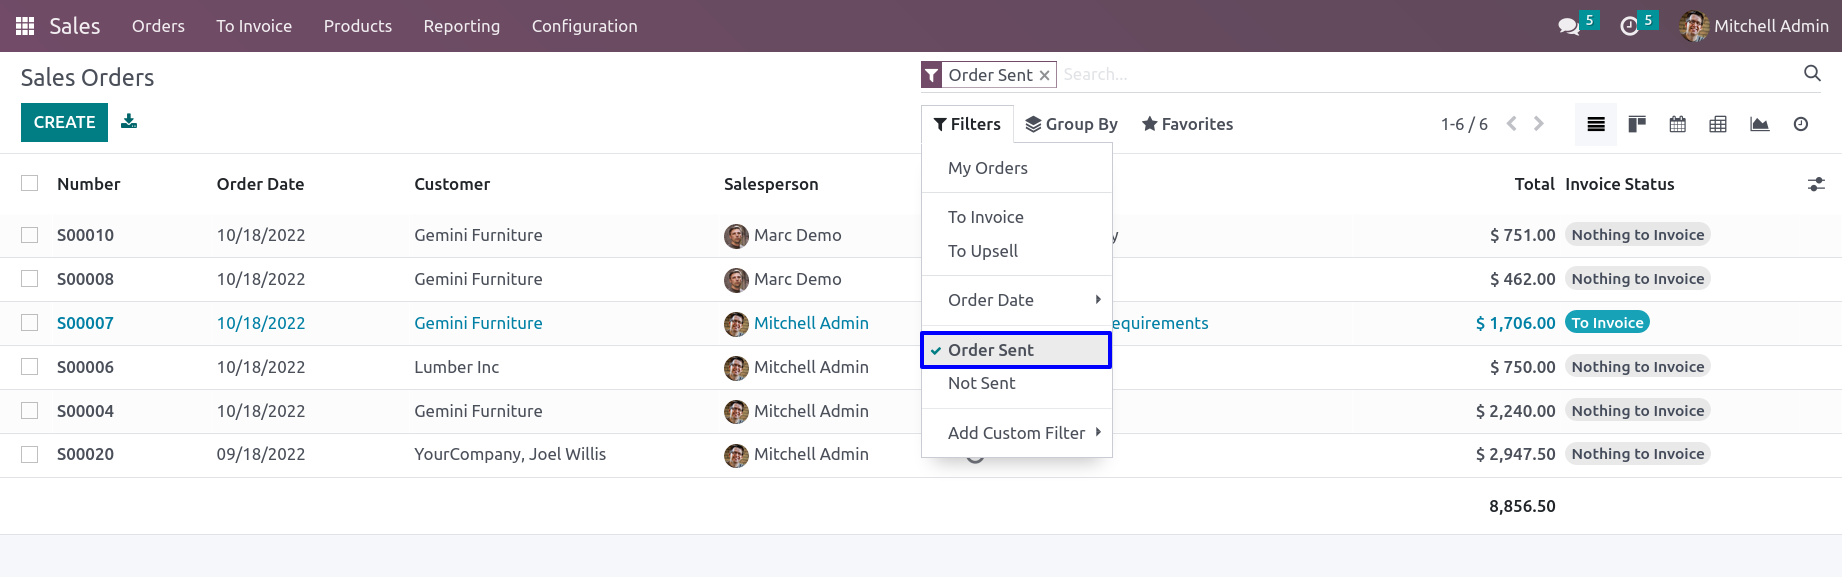 Sales Orders To Invoice Products Reporting Configuration 5 5 Mitchell Admin
Sales Orders
Order Sent × Search...
CREATE
Filters Group By Favorites 1-6 / 6
My Orders
Number Order Date Customer Salesperson Total Invoice Status
To Invoice
S00010 10/18/2022 Gemini Furniture Marc Demo y $ 751.00 Nothing to Invoice
To Upsell
S00008 10/18/2022 Gemini Furniture Marc Demo $ 462.00 Nothing to Invoice
Order Date
S00007 10/18/2022 Gemini Furniture Mitchell Admin equirements $ 1,706.00 To Invoice
Order Sent
S00006 10/18/2022 Lumber Inc Mitchell Admin $ 750.00 Nothing to Invoice
Not Sent
S00004 10/18/2022 Gemini Furniture Mitchell Admin $ 2,240.00 Nothing to Invoice
Add Custom Filter
S00020 09/18/2022 YourCompany, Joel Willis Mitchell Admin $ 2,947.50 Nothing to Invoice
8,856.50